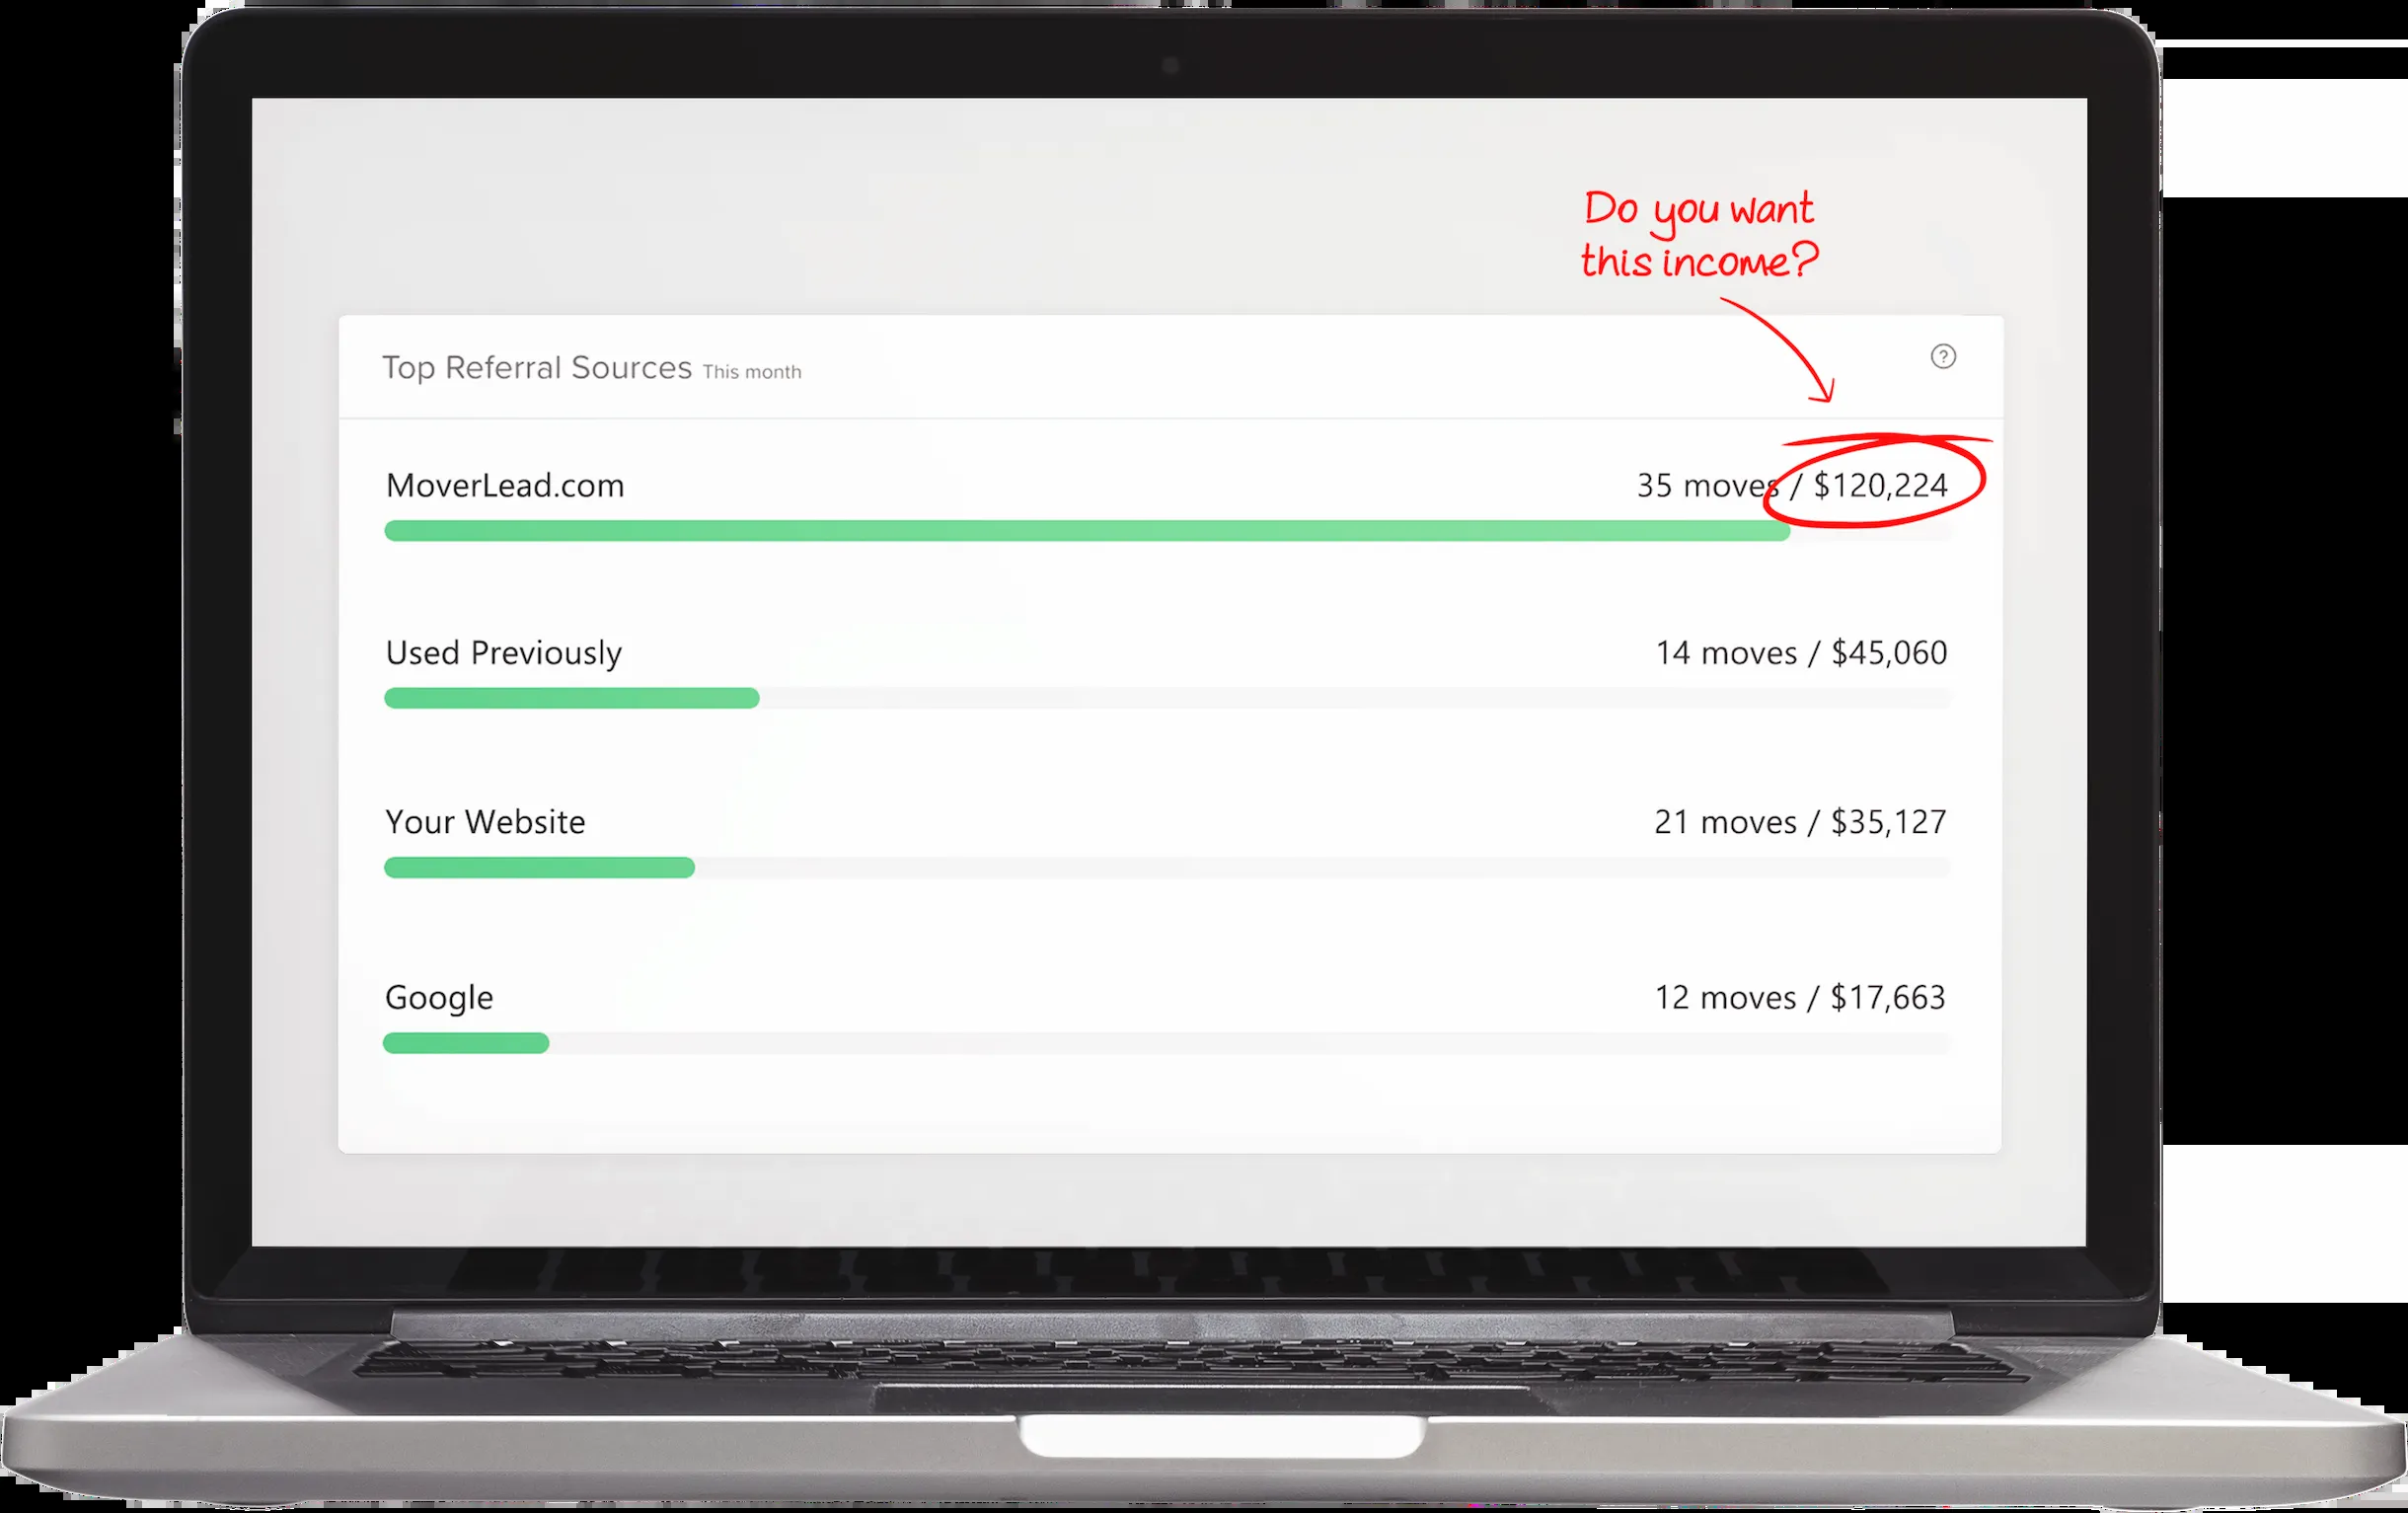 Do you want
this income?
Top Referral Sources This month
?
MoverLead.com
35 moves / $120,224
Used Previously
14 moves / $45,060
Your Website
21 moves / $35,127
Google
12 moves / $17,663